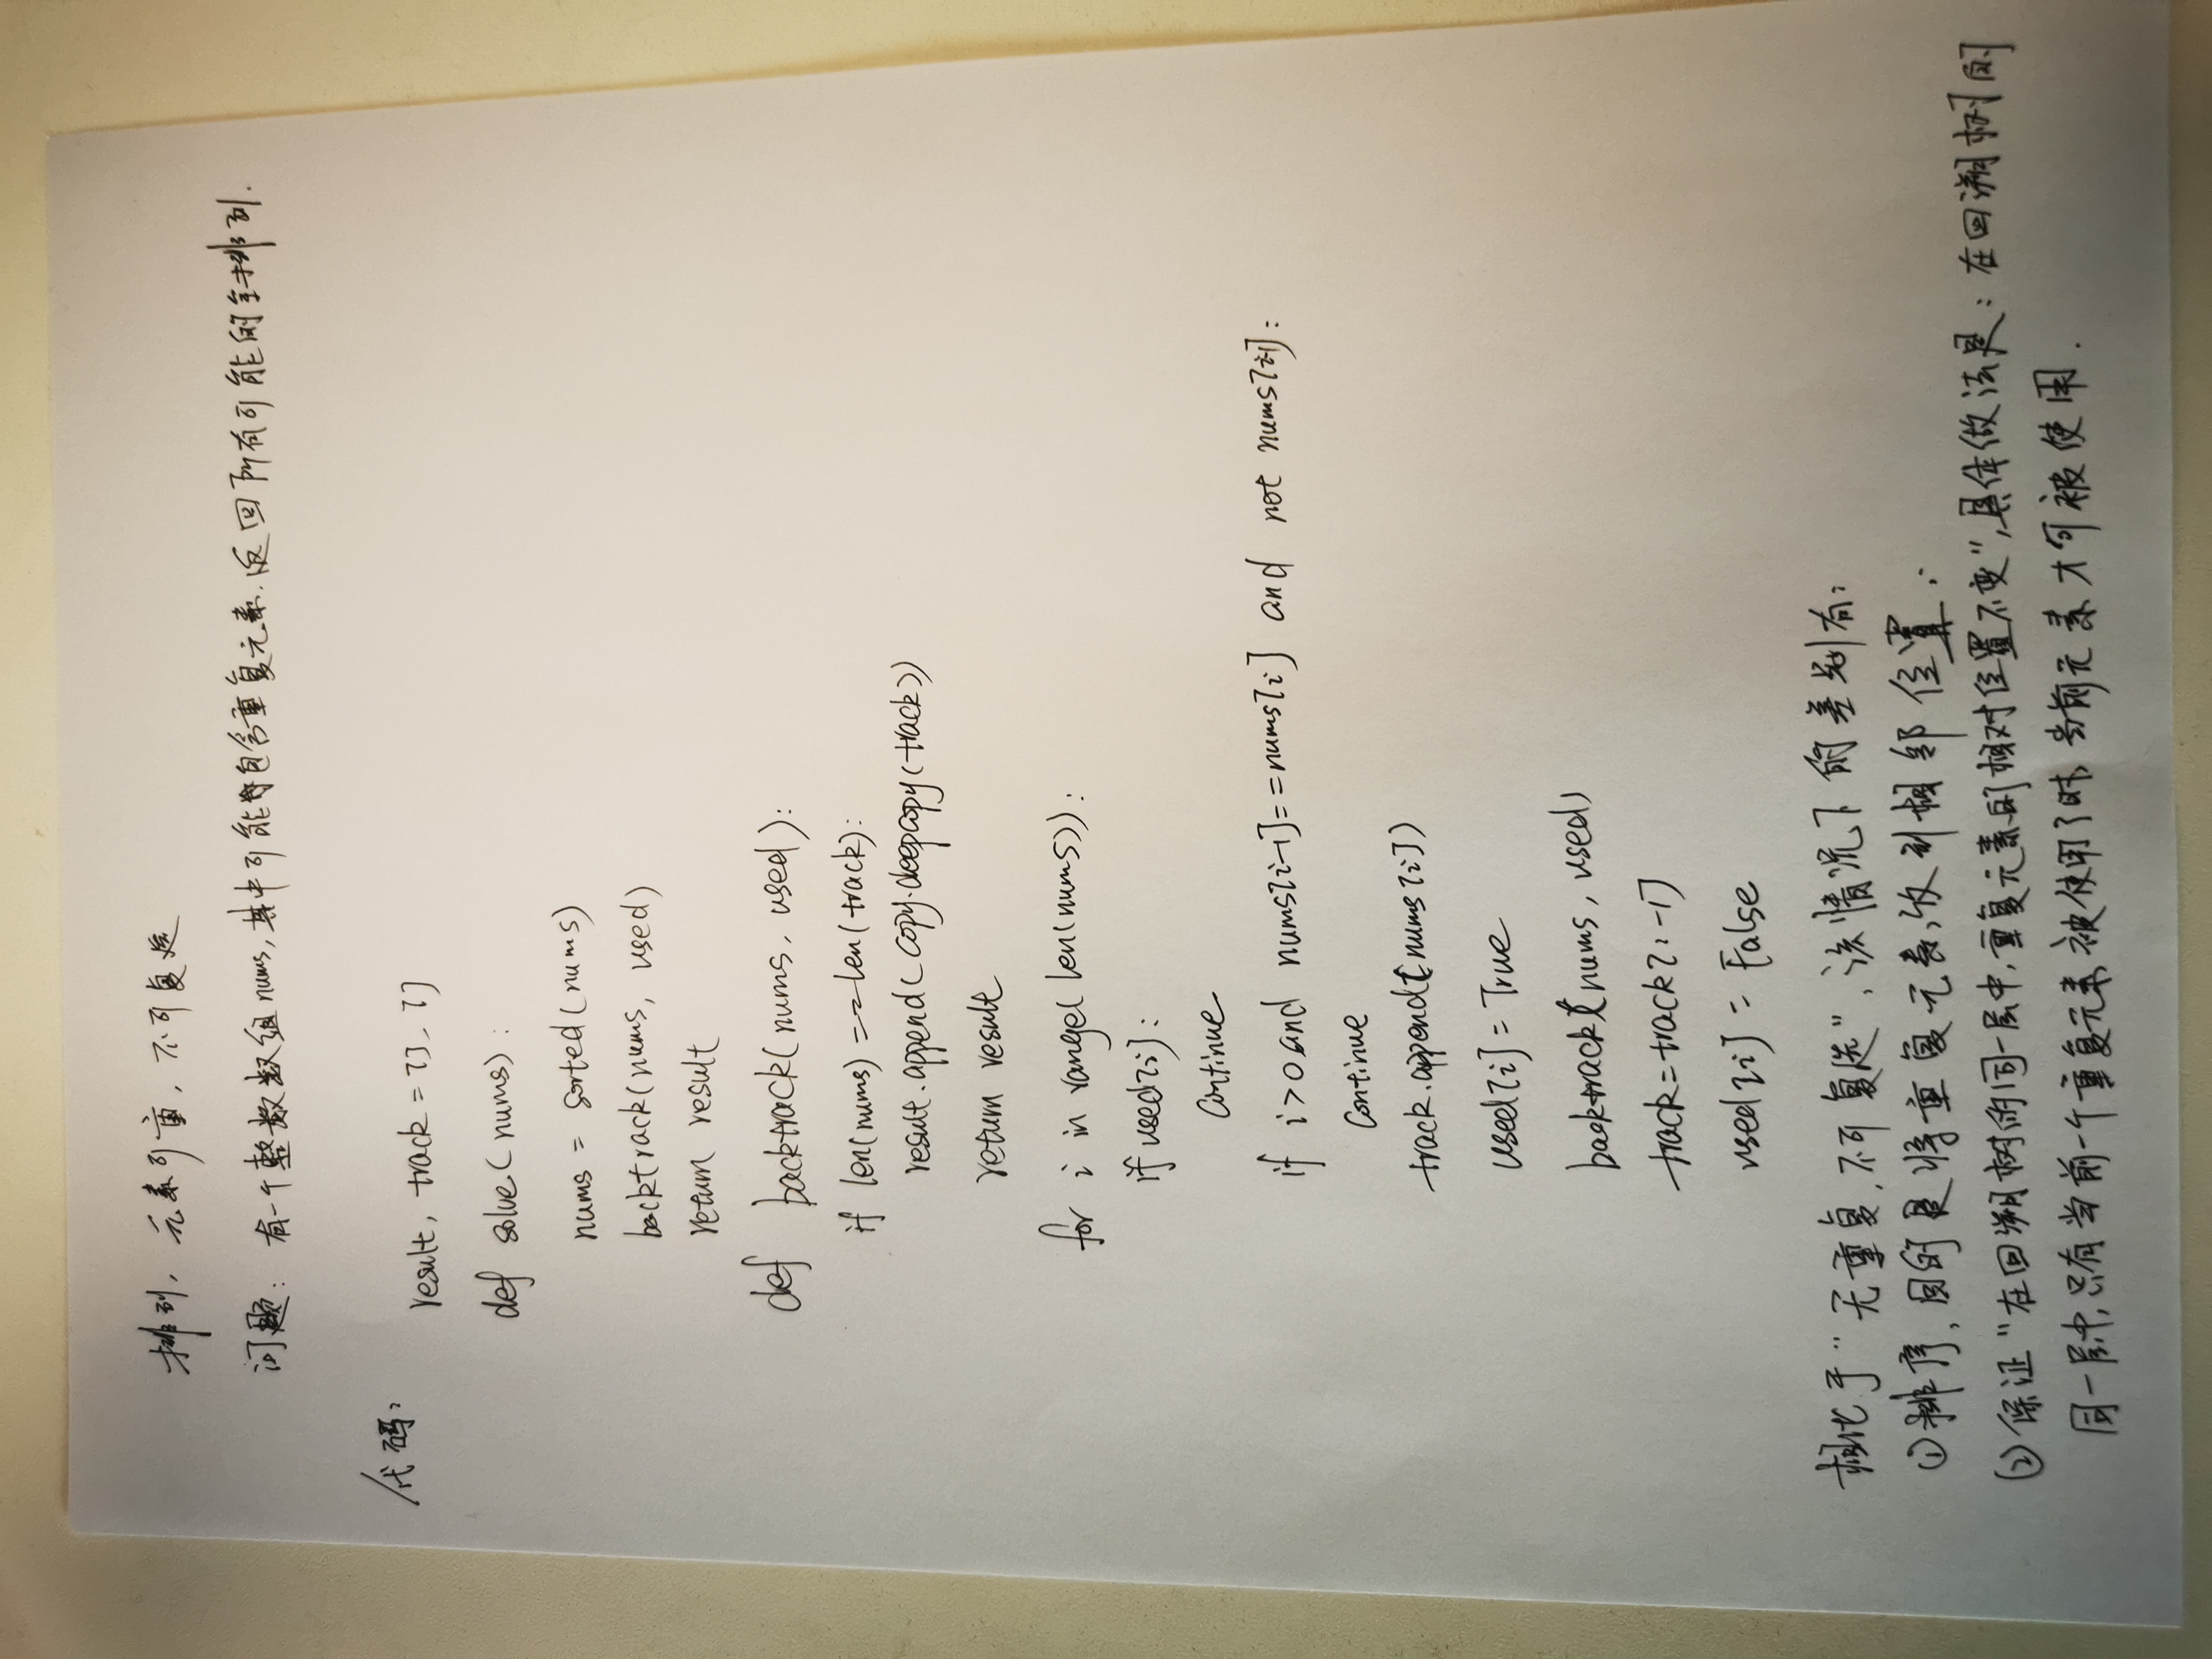 排列，元素可重，不可复选
问题：有一个整数数组nums，其中可能包含重复元素.返回所有可能的全排列.
代码：
result, track = [], []
def solve(nums):
nums = sorted(nums)
backtrack(nums, used)
return result
def backtrack(nums, used):
if len(nums) == len(track):
result.append(copy.deepcopy(track))
return result
for i in range(len(nums)):
if used[i]:
continue
if i>0 and nums[i-1]==nums[i] and not nums[i-1]:
continue
track.append(nums[i])
used[i] = True
backtrack(nums, used)
track=track[:-1]
used[i] = False
相比于“无重复，不可复选”，该情况下的差别有：
①排序，目的是将重复元素放到相邻位置；
②保证“在回溯树的同一层中，重复元素的相对位置不变”，具体做法是：在回溯树的
同一层中，只有当前一个重复元素被使用了时，当前元素才可被使用.